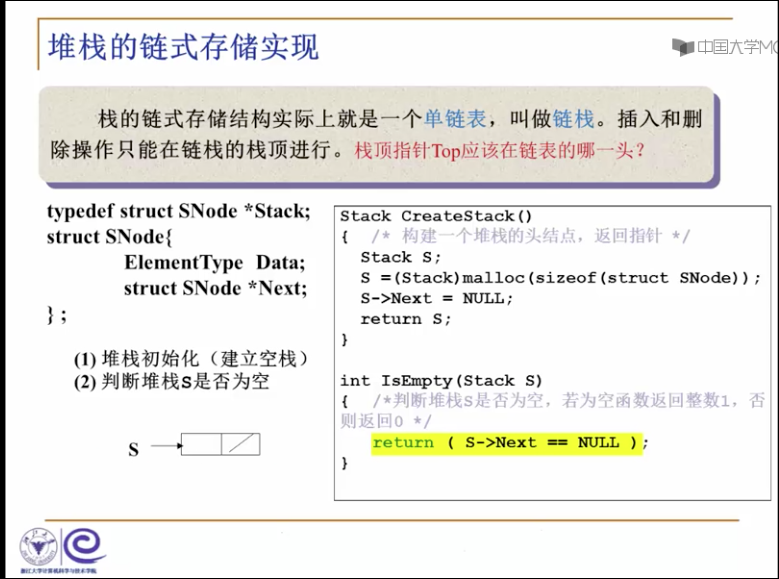 堆栈的链式存储实现
中国大学MO
栈的链式存储结构实际上就是一个单链表，叫做链栈。插入和删
除操作只能在链栈的栈顶进行。栈顶指针Top应该在链表的哪一头？
typedef struct SNode *Stack;
struct SNode{
ElementType Data;
struct SNode *Next;
} ;
(1) 堆栈初始化（建立空栈）
(2) 判断堆栈S是否为空
S
Stack CreateStack()
{ /* 构建一个堆栈的头结点，返回指针 */
Stack S;
S =(Stack)malloc(sizeof(struct SNode));
S->Next = NULL;
return S;
}
int IsEmpty(Stack S)
{ /*判断堆栈S是否为空，若为空函数返回整数1，否
则返回0 */
return ( S->Next == NULL );
}
浙江大学计算机科学与技术学院